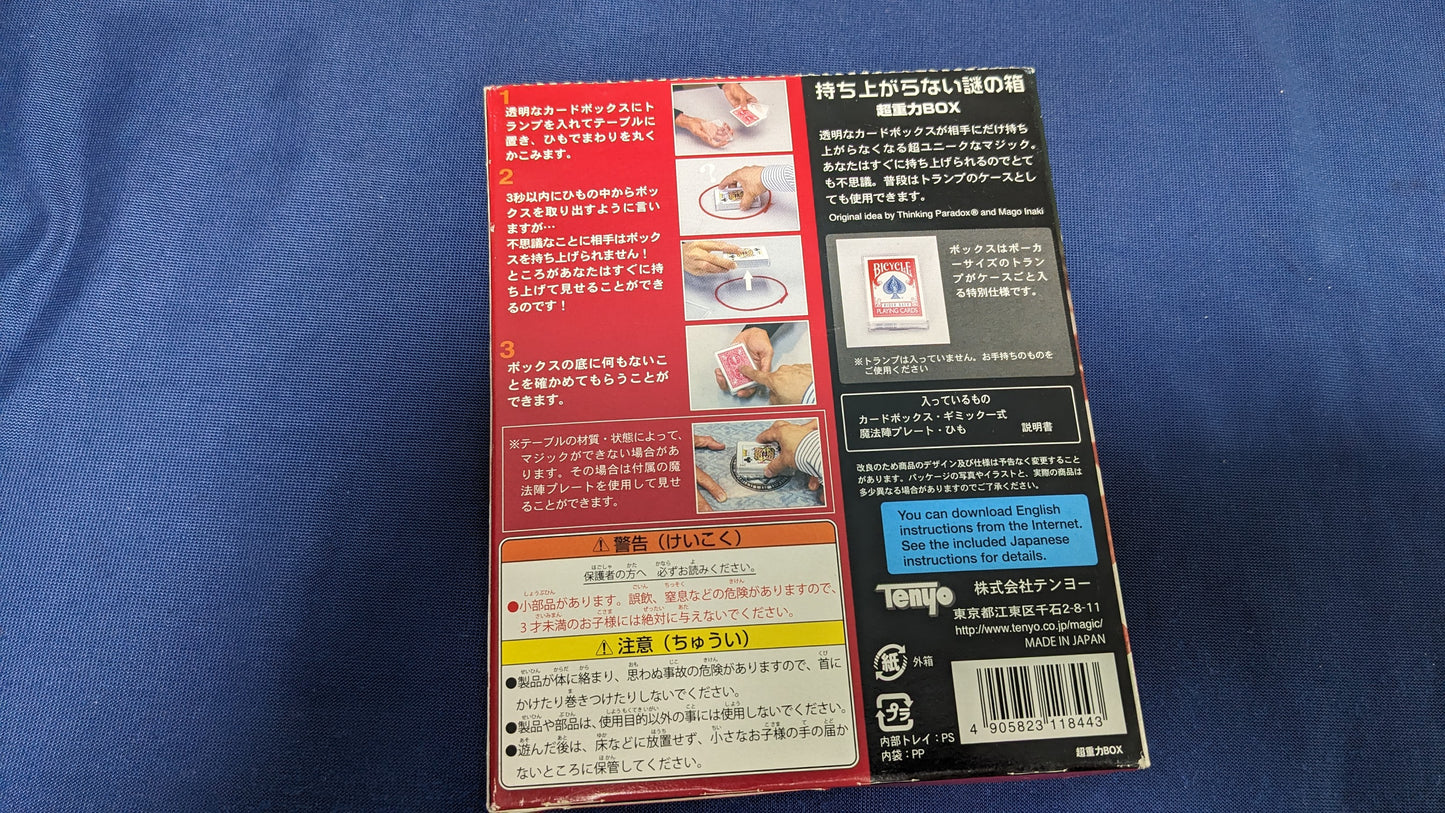 1
透明なカードボックスにト
ランプを入れてテーブルに
置き、ひもでまわりを丸く
かこみます。
2
3秒以内にひもの中からボッ
クスを取り出すように言い
ますが…
不思議なことに相手はボック
スを持ち上げられません！
ところがあなたはすぐに持
ち上げて見せることができ
るのです！
3
ボックスの底に何もないこ
とを確かめてもらうことが
できます。
※テーブルの材質・状態によって、
マジックができない場合があ
ります。その場合は付属の魔
法陣プレートを使用して見せ
ることができます。
⚠警告（けいこく）
保護者の方へ 必ずお読みください。
●小部品があります。誤飲、窒息などの危険がありますので、
3才未満のお子様には絶対に与えないでください。
⚠注意（ちゅうい）
●製品が体に絡まり、思わぬ事故の危険がありますので、首に
かけたり巻きつけたりしないでください。
●製品や部品は、使用目的以外の事には使用しないでください。
●遊んだ後は、床などに放置せず、小さなお子様の手の届か
ないところに保管してください。
持ち上がらない謎の箱
超重力BOX
透明なカードボックスが相手にだけ持ち
上がらなくなる超ユニークなマジック。
あなたはすぐに持ち上げられるのでとて
も不思議。普段はトランプのケースとし
ても使用できます。
Original idea by Thinking Paradox® and Mago Inaki
BICYCLE
PLAYING CARDS
ボックスはポーカ
ーサイズのトラン
プがケースごと入
る特別仕様です。
※トランプは入っていません。お手持ちのものを
ご使用ください
入っているもの
カードボックス・ギミック一式
魔法陣プレート・ひも 説明書
改良のため商品のデザイン及び仕様は予告なく変更すること
があります。パッケージの写真やイラストと、実際の商品は
多少異なる場合がありますのでご了承ください。
You can download English
instructions from the Internet.
See the included Japanese
instructions for details.
Tenyo 株式会社テンヨー
東京都江東区千石2-8-11
http://www.tenyo.co.jp/magic/
MADE IN JAPAN
紙 外箱
プラ
内部トレイ：PS
内袋：PP
4 905823 118443
超重力BOX